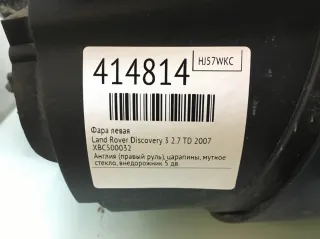 414814
HJ57WKC
Фара левая
Land Rover Discovery 3 2.7 TD 2007
XBC500032
Англия (правый руль), царапины, мутное
стекло, внедорожник 5 дв.